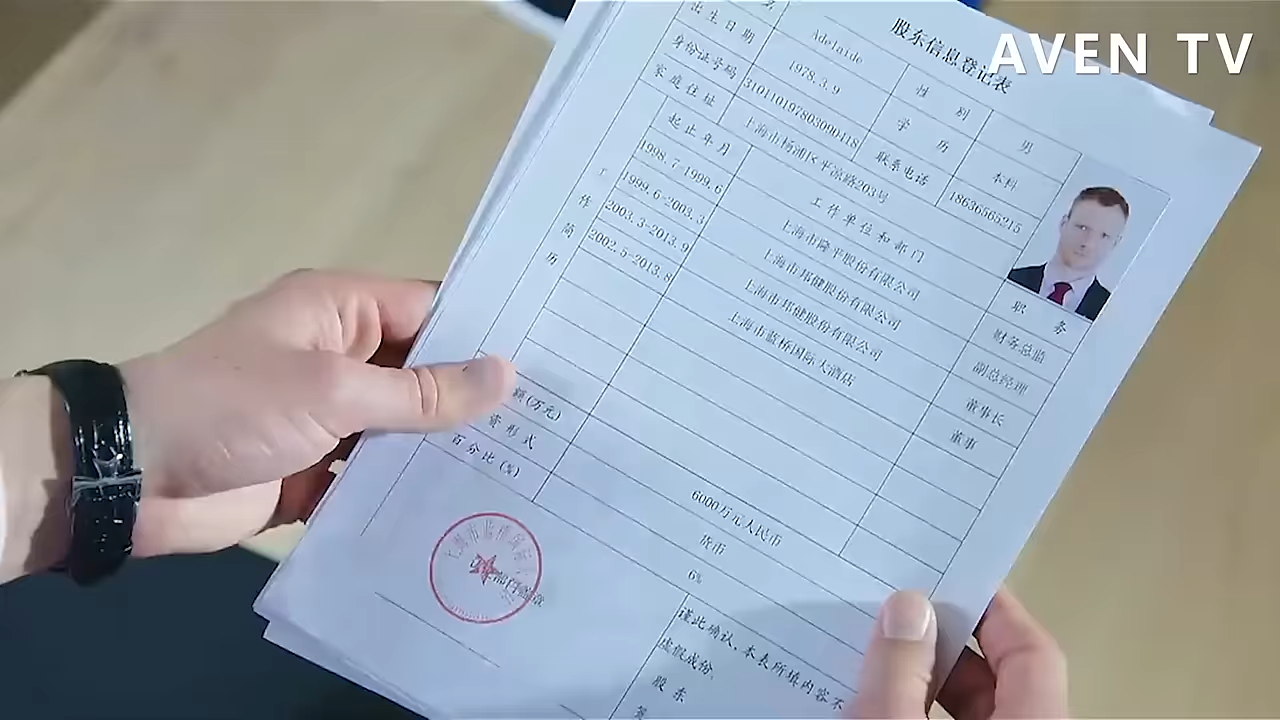 AVEN TV
股东信息登记表
Adelaide
性 别
男
出生日期
1978.3.9
学 历
本科
身份证号码
310110197803090418
联系电话
18636565215
家庭住址
上海市杨浦区平凉路203号
起止年月
工作单位和部门
职 务
1998.7-1999.6
上海市隆平股份有限公司
财务总监
1999.6-2003.3
上海市邦健股份有限公司
副总经理
2003.3-2013.9
上海市邦健股份有限公司
董事长
2002.5-2013.8
上海市蓝桥国际大酒店
董事
作简历
额(万元)
6000万元人民币
资形式
货币
百分比 (%)
6%
谨此确认,本表所填内容不
虚假成份.
股 东